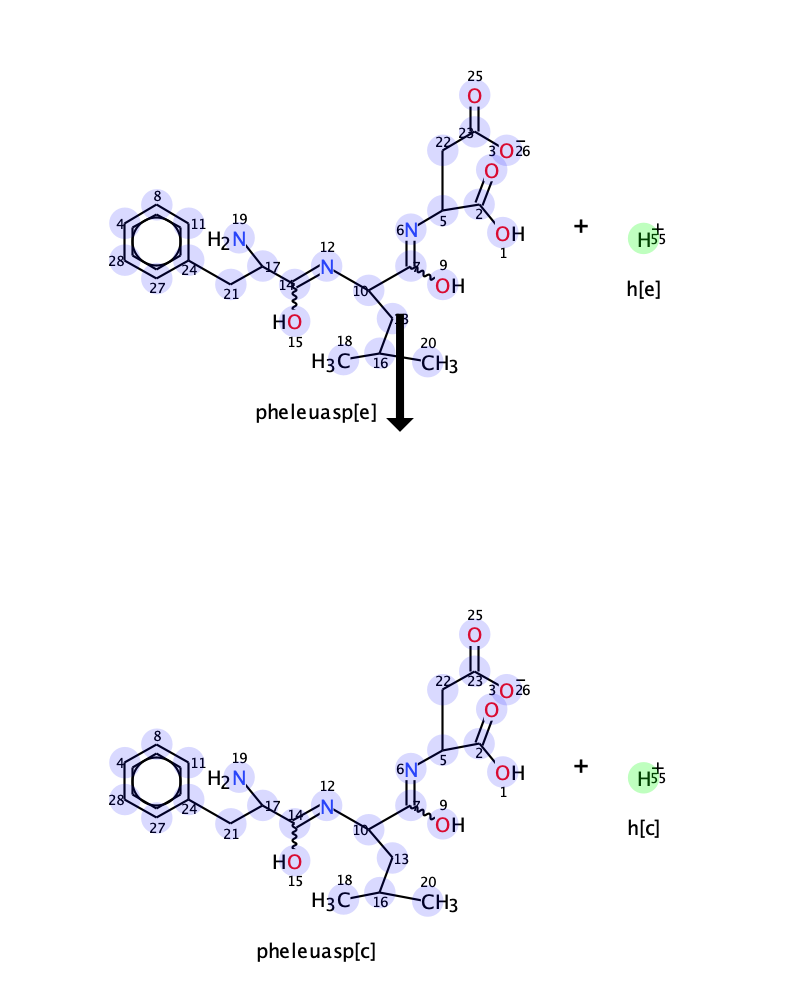 25
O
22
23
3
O
−
26
O
8
4
11
19
H2N
6
N
5
2
OH
1
+
H
+
55
28
24
17
12
N
14
7
9
OH
h[e]
27
21
10
HO
15
13
18
20
H3C
16
CH3
pheleuasp[e]
25
O
22
23
3
O
−
26
O
8
4
11
19
H2N
6
N
5
2
OH
1
+
H
+
55
28
24
17
12
N
14
7
9
OH
h[c]
27
21
10
HO
15
13
18
20
H3C
16
CH3
pheleuasp[c]